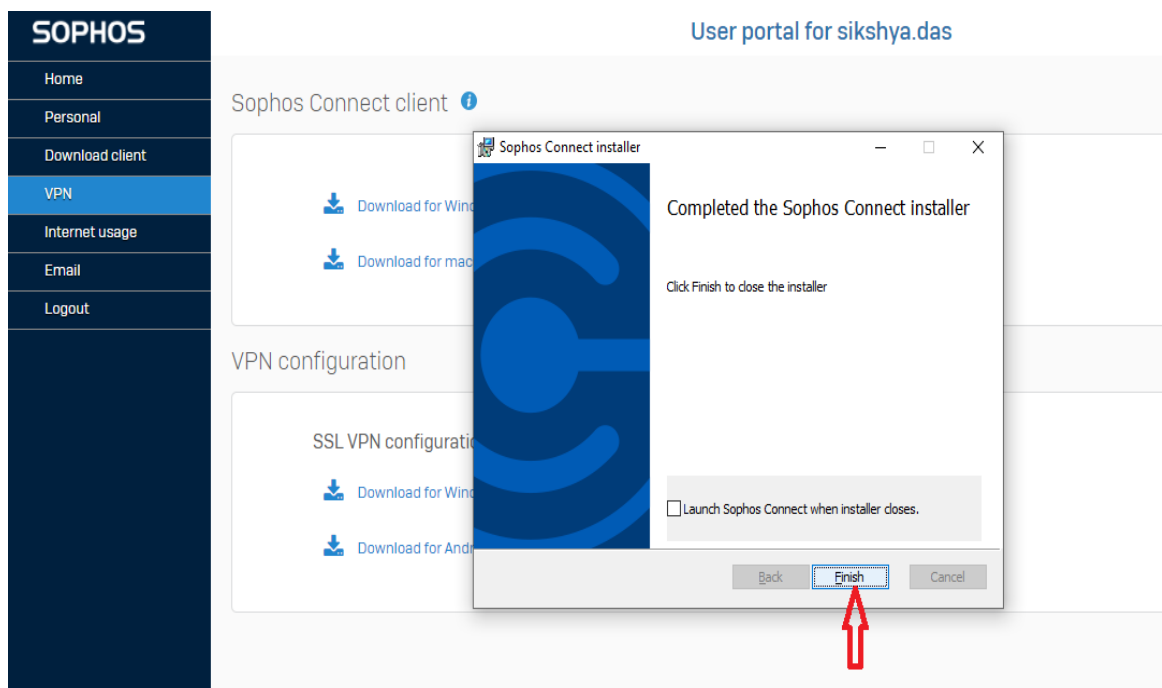 SOPHOS
User portal for sikshya.das
Home
Personal
Download client
VPN
Internet usage
Email
Logout
Sophos Connect client
Download for Wind
Download for mac
VPN configuration
SSL VPN configuratio
Download for Wind
Download for Andr
Sophos Connect installer
Completed the Sophos Connect installer
Click Finish to close the installer
Launch Sophos Connect when installer closes.
Back Finish Cancel